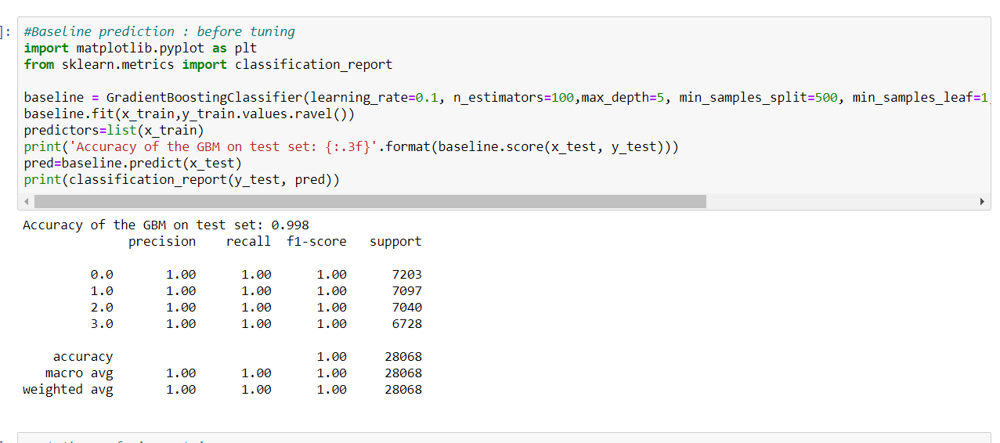 ]: #Baseline prediction : before tuning
import matplotlib.pyplot as plt
from sklearn.metrics import classification_report
baseline = GradientBoostingClassifier(learning_rate=0.1, n_estimators=100,max_depth=5, min_samples_split=500, min_samples_leaf=1,
baseline.fit(x_train,y_train.values.ravel())
predictors=list(x_train)
print('Accuracy of the GBM on test set: {:.3f}'.format(baseline.score(x_test, y_test)))
pred=baseline.predict(x_test)
print(classification_report(y_test, pred))
Accuracy of the GBM on test set: 0.998
precision recall f1-score support
0.0 1.00 1.00 1.00 7203
1.0 1.00 1.00 1.00 7097
2.0 1.00 1.00 1.00 7040
3.0 1.00 1.00 1.00 6728
accuracy 1.00 28068
macro avg 1.00 1.00 1.00 28068
weighted avg 1.00 1.00 1.00 28068